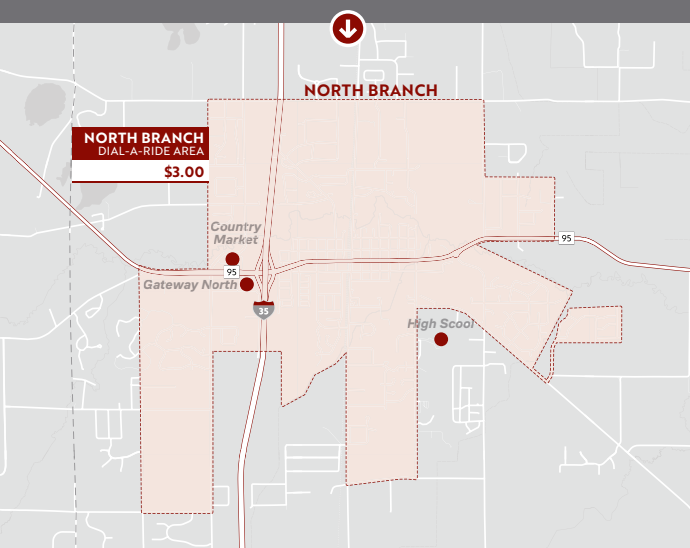 NORTH BRANCH
NORTH BRANCH
DIAL-A-RIDE AREA
$3.00
Country
Market
95
95
Gateway North
35
High Scool